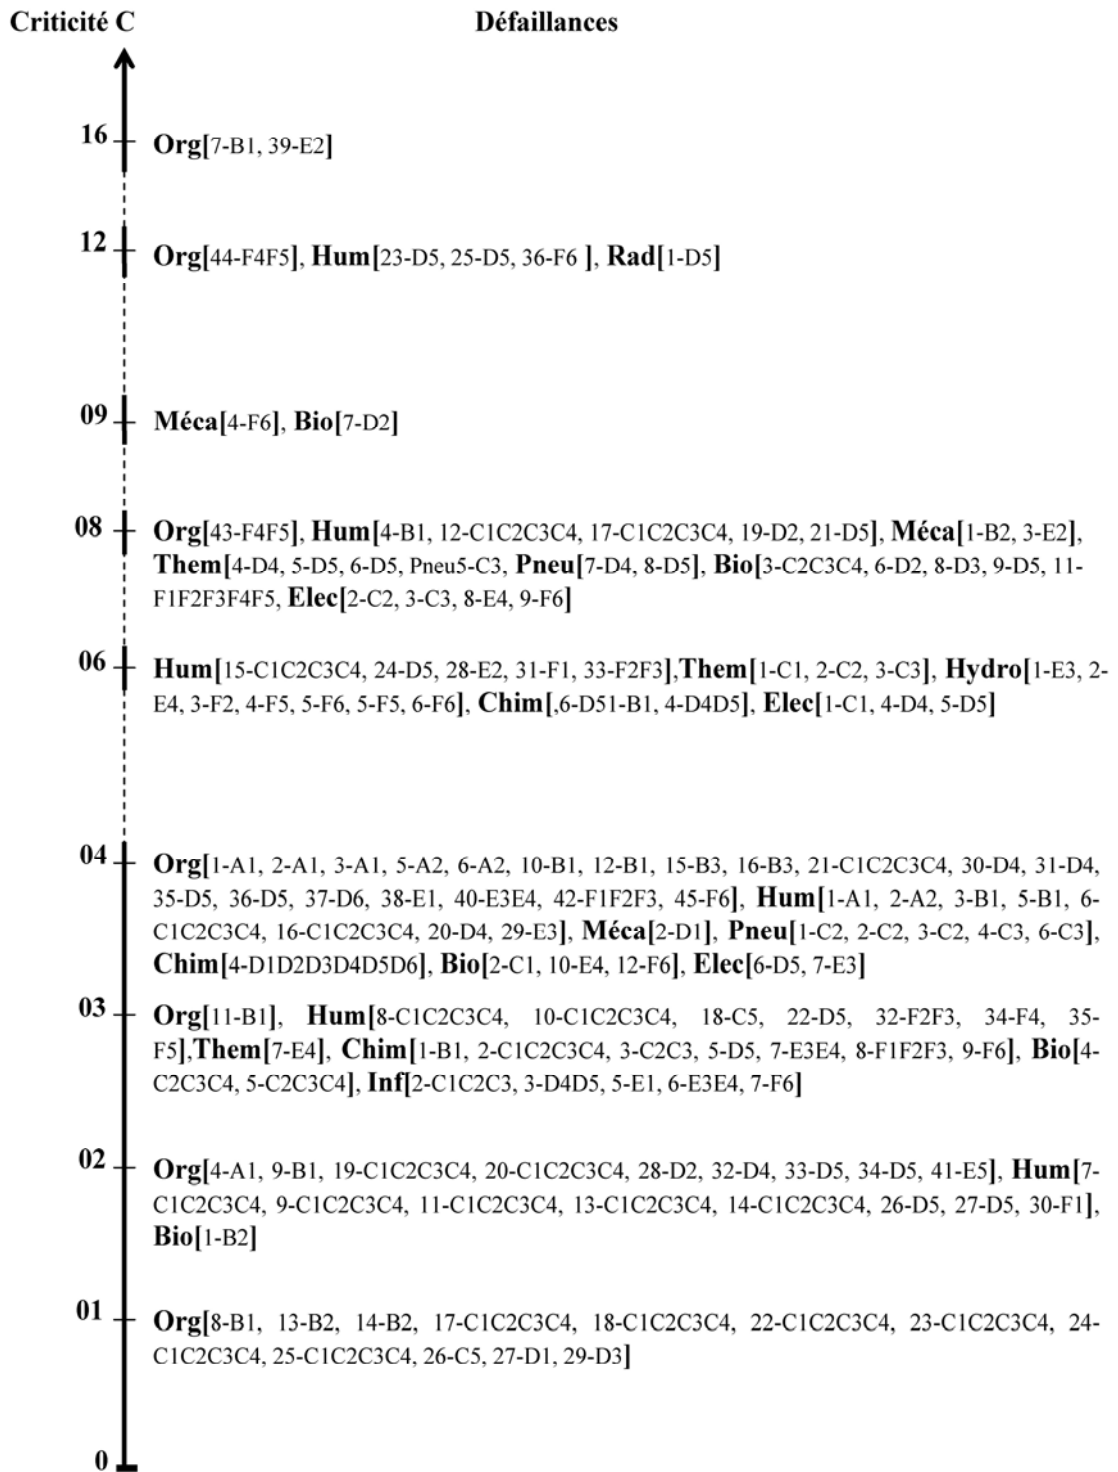 Criticité C Défaillances
16 Org[7-B1, 39-E2]
12 Org[44-F4F5], Hum[23-D5, 25-D5, 36-F6 ], Rad[1-D5]
09 Méca[4-F6], Bio[7-D2]
08 Org[43-F4F5], Hum[4-B1, 12-C1C2C3C4, 17-C1C2C3C4, 19-D2, 21-D5], Méca[1-B2, 3-E2],
Them[4-D4, 5-D5, 6-D5, Pneu5-C3, Pneu[7-D4, 8-D5], Bio[3-C2C3C4, 6-D2, 8-D3, 9-D5, 11-
F1F2F3F4F5, Elec[2-C2, 3-C3, 8-E4, 9-F6]
06 Hum[15-C1C2C3C4, 24-D5, 28-E2, 31-F1, 33-F2F3],Them[1-C1, 2-C2, 3-C3], Hydro[1-E3, 2-
E4, 3-F2, 4-F5, 5-F6, 5-F5, 6-F6], Chim[,6-D51-B1, 4-D4D5], Elec[1-C1, 4-D4, 5-D5]
04 Org[1-A1, 2-A1, 3-A1, 5-A2, 6-A2, 10-B1, 12-B1, 15-B3, 16-B3, 21-C1C2C3C4, 30-D4, 31-D4,
35-D5, 36-D5, 37-D6, 38-E1, 40-E3E4, 42-F1F2F3, 45-F6], Hum[1-A1, 2-A2, 3-B1, 5-B1, 6-
C1C2C3C4, 16-C1C2C3C4, 20-D4, 29-E3], Méca[2-D1], Pneu[1-C2, 2-C2, 3-C2, 4-C3, 6-C3],
Chim[4-D1D2D3D4D5D6], Bio[2-C1, 10-E4, 12-F6], Elec[6-D5, 7-E3]
03 Org[11-B1], Hum[8-C1C2C3C4, 10-C1C2C3C4, 18-C5, 22-D5, 32-F2F3, 34-F4, 35-
F5],Them[7-E4], Chim[1-B1, 2-C1C2C3C4, 3-C2C3, 5-D5, 7-E3E4, 8-F1F2F3, 9-F6], Bio[4-
C2C3C4, 5-C2C3C4], Inf[2-C1C2C3, 3-D4D5, 5-E1, 6-E3E4, 7-F6]
02 Org[4-A1, 9-B1, 19-C1C2C3C4, 20-C1C2C3C4, 28-D2, 32-D4, 33-D5, 34-D5, 41-E5], Hum[7-
C1C2C3C4, 9-C1C2C3C4, 11-C1C2C3C4, 13-C1C2C3C4, 14-C1C2C3C4, 26-D5, 27-D5, 30-F1],
Bio[1-B2]
01 Org[8-B1, 13-B2, 14-B2, 17-C1C2C3C4, 18-C1C2C3C4, 22-C1C2C3C4, 23-C1C2C3C4, 24-
C1C2C3C4, 25-C1C2C3C4, 26-C5, 27-D1, 29-D3]
0